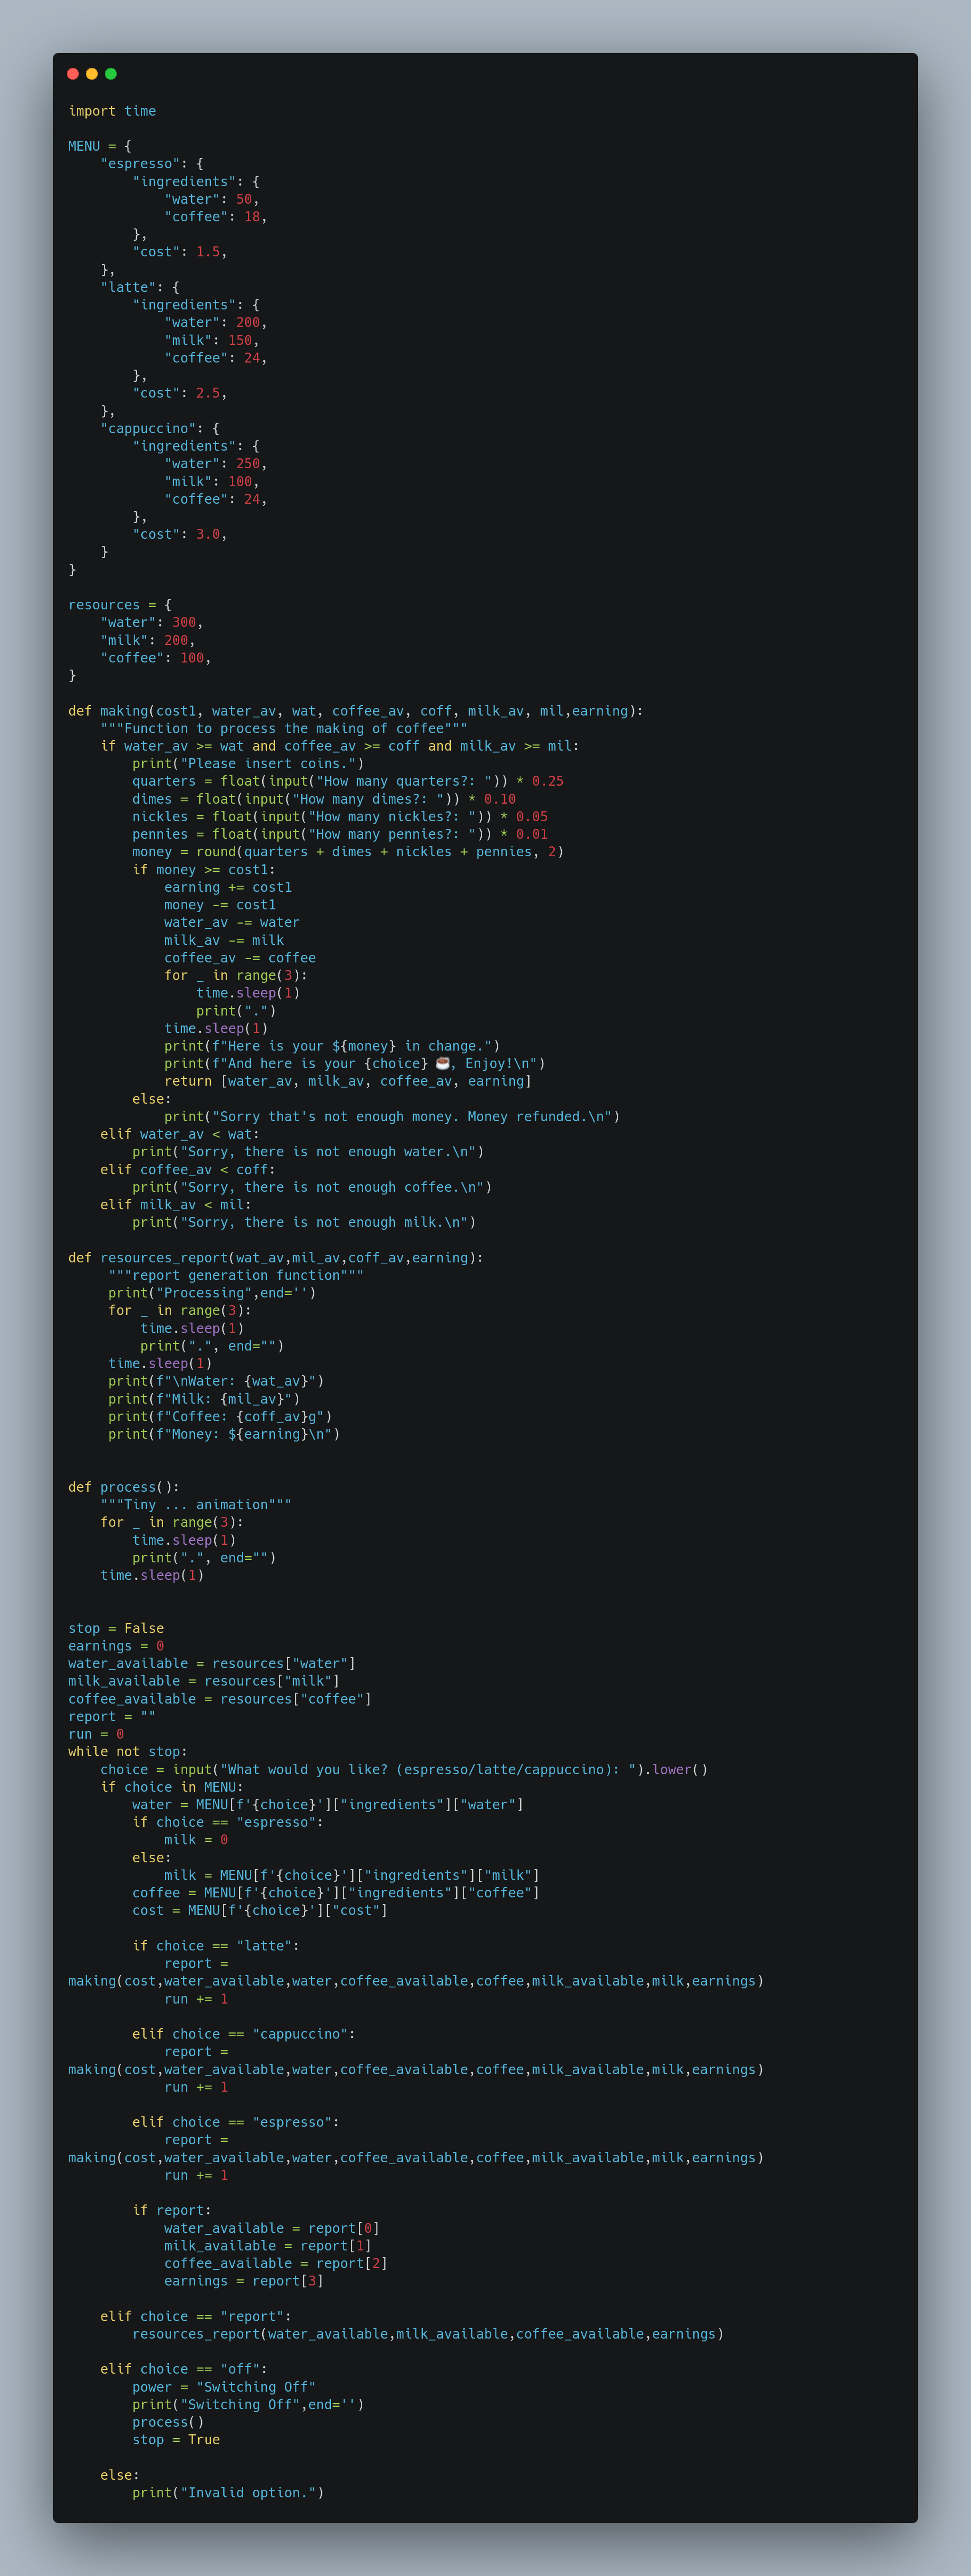 import time

MENU = {
    "espresso": {
        "ingredients": {
            "water": 50,
            "coffee": 18,
        },
        "cost": 1.5,
    },
    "latte": {
        "ingredients": {
            "water": 200,
            "milk": 150,
            "coffee": 24,
        },
        "cost": 2.5,
    },
    "cappuccino": {
        "ingredients": {
            "water": 250,
            "milk": 100,
            "coffee": 24,
        },
        "cost": 3.0,
    }
}

resources = {
    "water": 300,
    "milk": 200,
    "coffee": 100,
}

def making(cost1, water_av, wat, coffee_av, coff, milk_av, mil,earning):
    """Function to process the making of coffee"""
    if water_av >= wat and coffee_av >= coff and milk_av >= mil:
        print("Please insert coins.")
        quarters = float(input("How many quarters?: ")) * 0.25
        dimes = float(input("How many dimes?: ")) * 0.10
        nickles = float(input("How many nickles?: ")) * 0.05
        pennies = float(input("How many pennies?: ")) * 0.01
        money = round(quarters + dimes + nickles + pennies, 2)
        if money >= cost1:
            earning += cost1
            money -= cost1
            water_av -= water
            milk_av -= milk
            coffee_av -= coffee
            for _ in range(3):
                time.sleep(1)
                print(".")
            time.sleep(1)
            print(f"Here is your ${money} in change.")
            print(f"And here is your {choice} ☕, Enjoy!\n")
            return [water_av, milk_av, coffee_av, earning]
        else:
            print("Sorry that's not enough money. Money refunded.\n")
    elif water_av < wat:
        print("Sorry, there is not enough water.\n")
    elif coffee_av < coff:
        print("Sorry, there is not enough coffee.\n")
    elif milk_av < mil:
        print("Sorry, there is not enough milk.\n")

def resources_report(wat_av,mil_av,coff_av,earning):
     """report generation function"""
     print("Processing",end='')
     for _ in range(3):
         time.sleep(1)
         print(".", end="")
     time.sleep(1)
     print(f"\nWater: {wat_av}")
     print(f"Milk: {mil_av}")
     print(f"Coffee: {coff_av}g")
     print(f"Money: ${earning}\n")


def process():
    """Tiny ... animation"""
    for _ in range(3):
        time.sleep(1)
        print(".", end="")
    time.sleep(1)


stop = False
earnings = 0
water_available = resources["water"]
milk_available = resources["milk"]
coffee_available = resources["coffee"]
report = ""
run = 0
while not stop:
    choice = input("What would you like? (espresso/latte/cappuccino): ").lower()
    if choice in MENU:
        water = MENU[f'{choice}']["ingredients"]["water"]
        if choice == "espresso":
            milk = 0
        else:
            milk = MENU[f'{choice}']["ingredients"]["milk"]
        coffee = MENU[f'{choice}']["ingredients"]["coffee"]
        cost = MENU[f'{choice}']["cost"]

        if choice == "latte":
            report =
making(cost,water_available,water,coffee_available,coffee,milk_available,milk,earnings)
            run += 1

        elif choice == "cappuccino":
            report =
making(cost,water_available,water,coffee_available,coffee,milk_available,milk,earnings)
            run += 1

        elif choice == "espresso":
            report =
making(cost,water_available,water,coffee_available,coffee,milk_available,milk,earnings)
            run += 1

        if report:
            water_available = report[0]
            milk_available = report[1]
            coffee_available = report[2]
            earnings = report[3]

    elif choice == "report":
        resources_report(water_available,milk_available,coffee_available,earnings)

    elif choice == "off":
        power = "Switching Off"
        print("Switching Off",end='')
        process()
        stop = True

    else:
        print("Invalid option.")